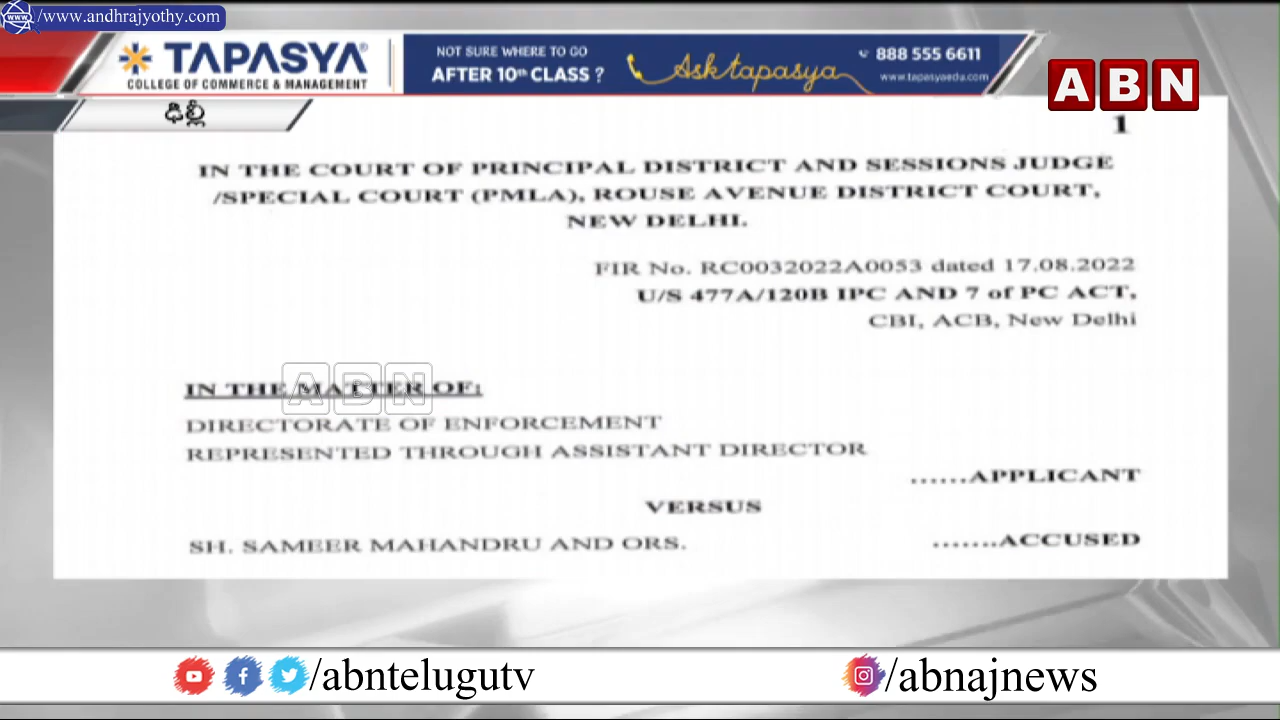 /www.andhrajyothy.com
TAPASYA®
COLLEGE OF COMMERCE & MANAGEMENT
NOT SURE WHERE TO GO
AFTER 10th CLASS ?
Asktapasya
888 555 6611
www.tapasyaedu.com
ABN
ఢిల్లీ
1
IN THE COURT OF PRINCIPAL DISTRICT AND SESSIONS JUDGE
/SPECIAL COURT (PMLA), ROUSE AVENUE DISTRICT COURT,
NEW DELHI.
FIR No. RC0032022A0053 dated 17.08.2022
U/S 477A/120B IPC AND 7 of PC ACT,
CBI, ACB, New Delhi
ABN
IN THE MATTER OF:
DIRECTORATE OF ENFORCEMENT
REPRESENTED THROUGH ASSISTANT DIRECTOR
......APPLICANT
VERSUS
SH. SAMEER MAHANDRU AND ORS.
.......ACCUSED
/abntelugutv
/abnajnews